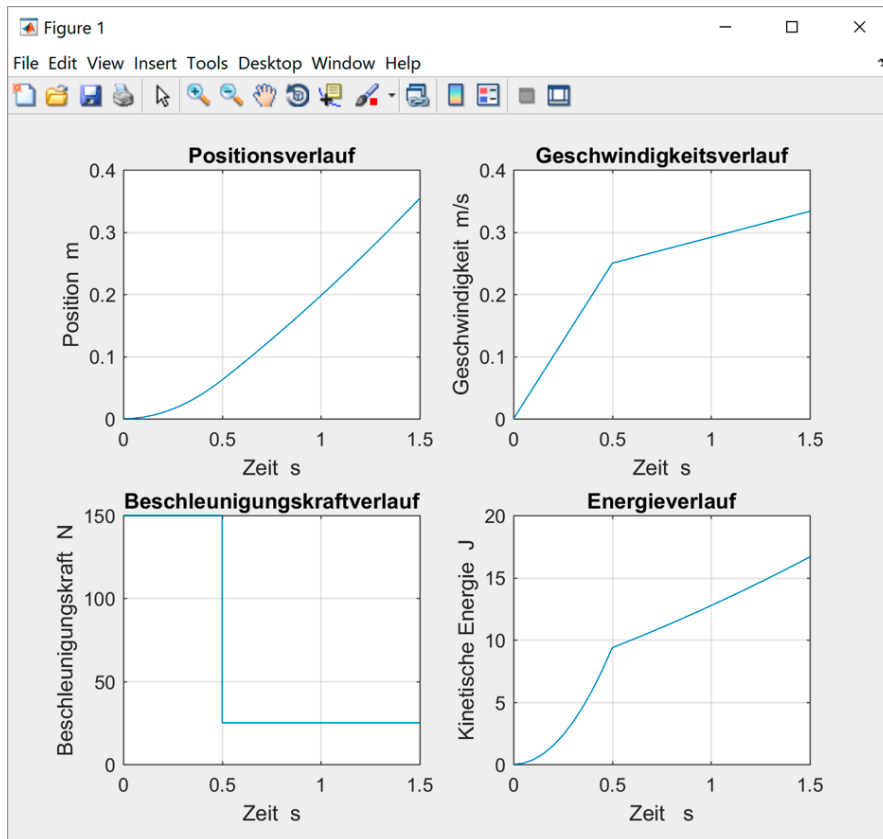 Figure 1
File Edit View Insert Tools Desktop Window Help
Positionsverlauf
0.4
0.3
0.2
0.1
0
Position m
0 0.5 1 1.5
Zeit s
Geschwindigkeitsverlauf
0.4
0.3
0.2
0.1
0
Geschwindigkeit m/s
0 0.5 1 1.5
Zeit s
Beschleunigungskraftverlauf
150
100
50
0
Beschleunigungskraft N
0 0.5 1 1.5
Zeit s
Energieverlauf
20
15
10
5
0
Kinetische Energie J
0 0.5 1 1.5
Zeit s